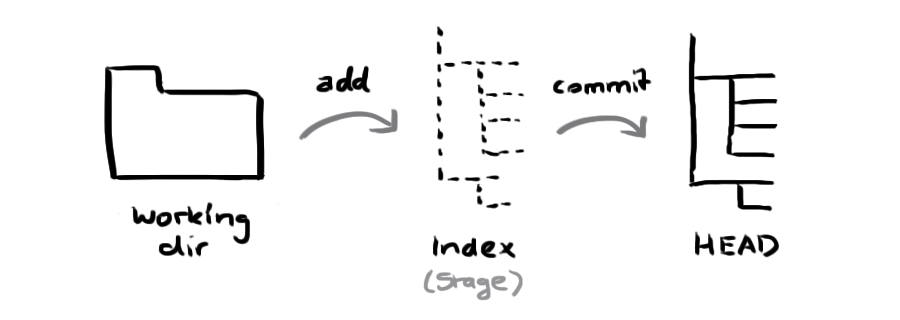 add
commit
working
dir
Index
(Stage)
HEAD